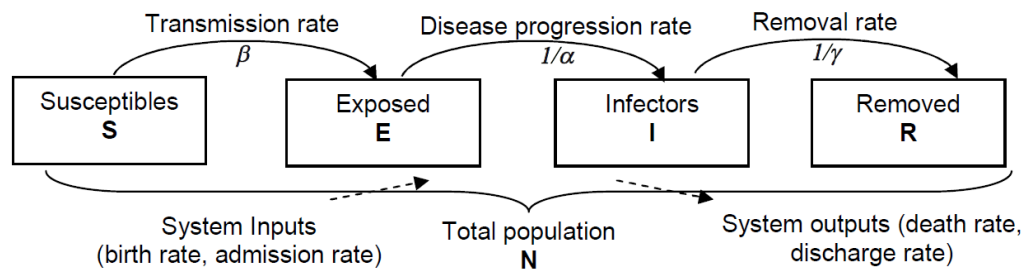 Transmission rate
β
Disease progression rate
1/α
Removal rate
1/γ
Susceptibles
S
Exposed
E
Infectors
I
Removed
R
System Inputs
(birth rate, admission rate)
Total population
N
System outputs (death rate,
discharge rate)